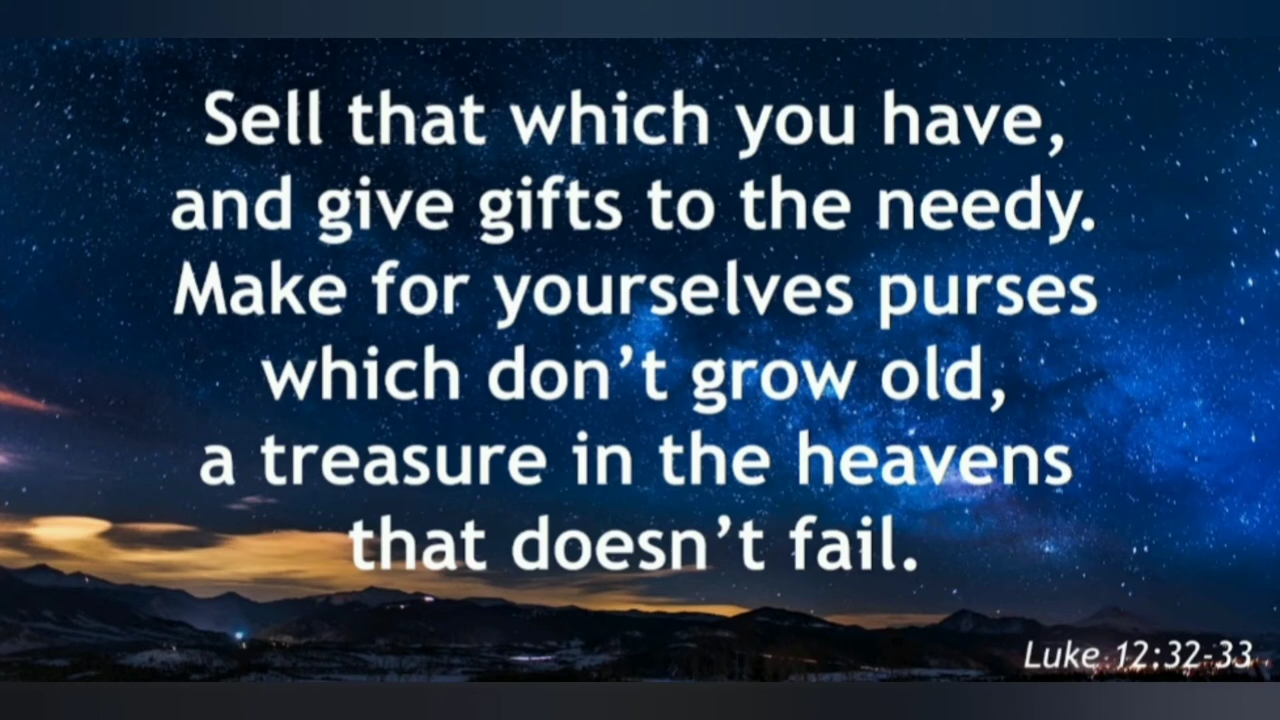 Sell that which you have,
and give gifts to the needy.
Make for yourselves purses
which don’t grow old,
a treasure in the heavens
that doesn’t fail.
Luke 12:32-33